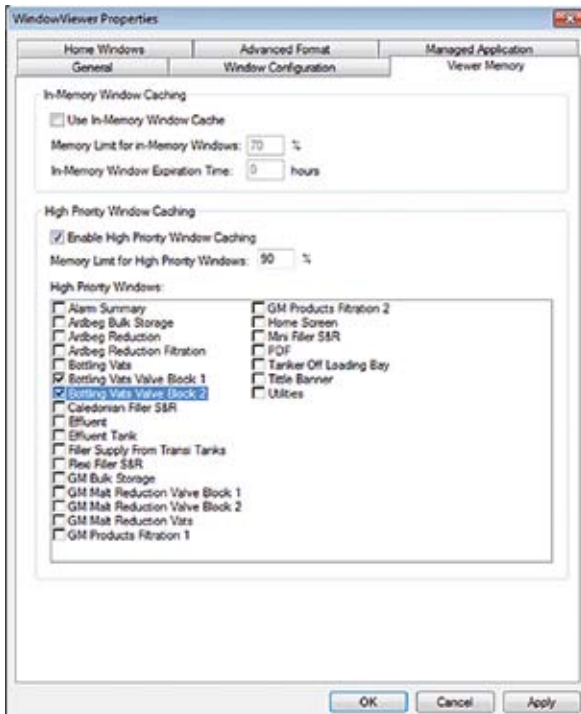 WindowViewer Properties
Home Windows
Advanced Format
Managed Application
General
Window Configuration
Viewer Memory
In-Memory Window Caching
Use In-Memory Window Cache
Memory Limit for in-Memory Windows: 70 %
In-Memory Window Expiration Time: 0 hours
High Priority Window Caching
Enable High Priority Window Caching
Memory Limit for High Priority Windows: 90 %
High Priority Windows:
Alarm Summary
Ardbeg Bulk Storage
Ardbeg Reduction
Ardbeg Reduction Filtration
Bottling Vats
Bottling Vats Valve Block 1
Bottling Vats Valve Block 2
Caledonian Filler S&R
Effluent
Effluent Tank
Filler Supply From Transi Tanks
Flexi Filler S&R
GM Bulk Storage
GM Malt Reduction Valve Block 1
GM Malt Reduction Valve Block 2
GM Malt Reduction Vats
GM Products Fitration 1
GM Products Fitration 2
Home Screen
Mini Filler S&R
PDF
Tanker Off Loading Bay
Tittle Banner
Utilities
OK
Cancel
Apply